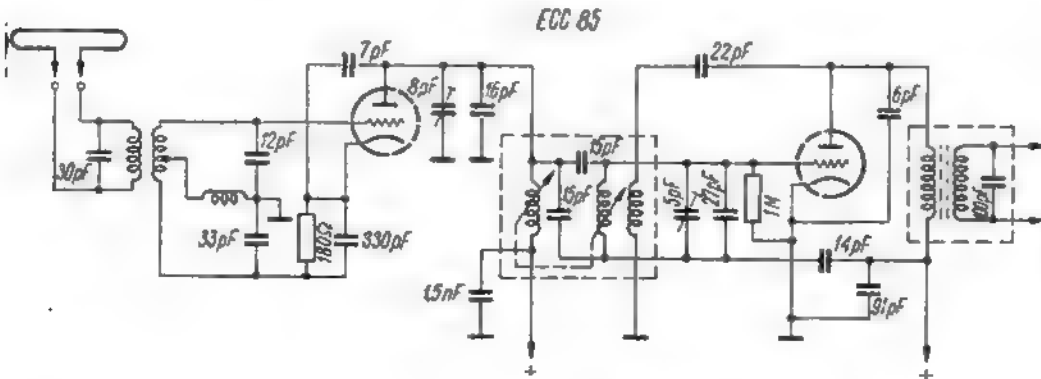 ECC 85
7pF
22pF
8pF
T
16pF
6pF
12pF
30pF
15pF
15pF
5pF
27pF
1M
33pF
180Ω
330pF
14pF
1,5nF
91pF
+
+